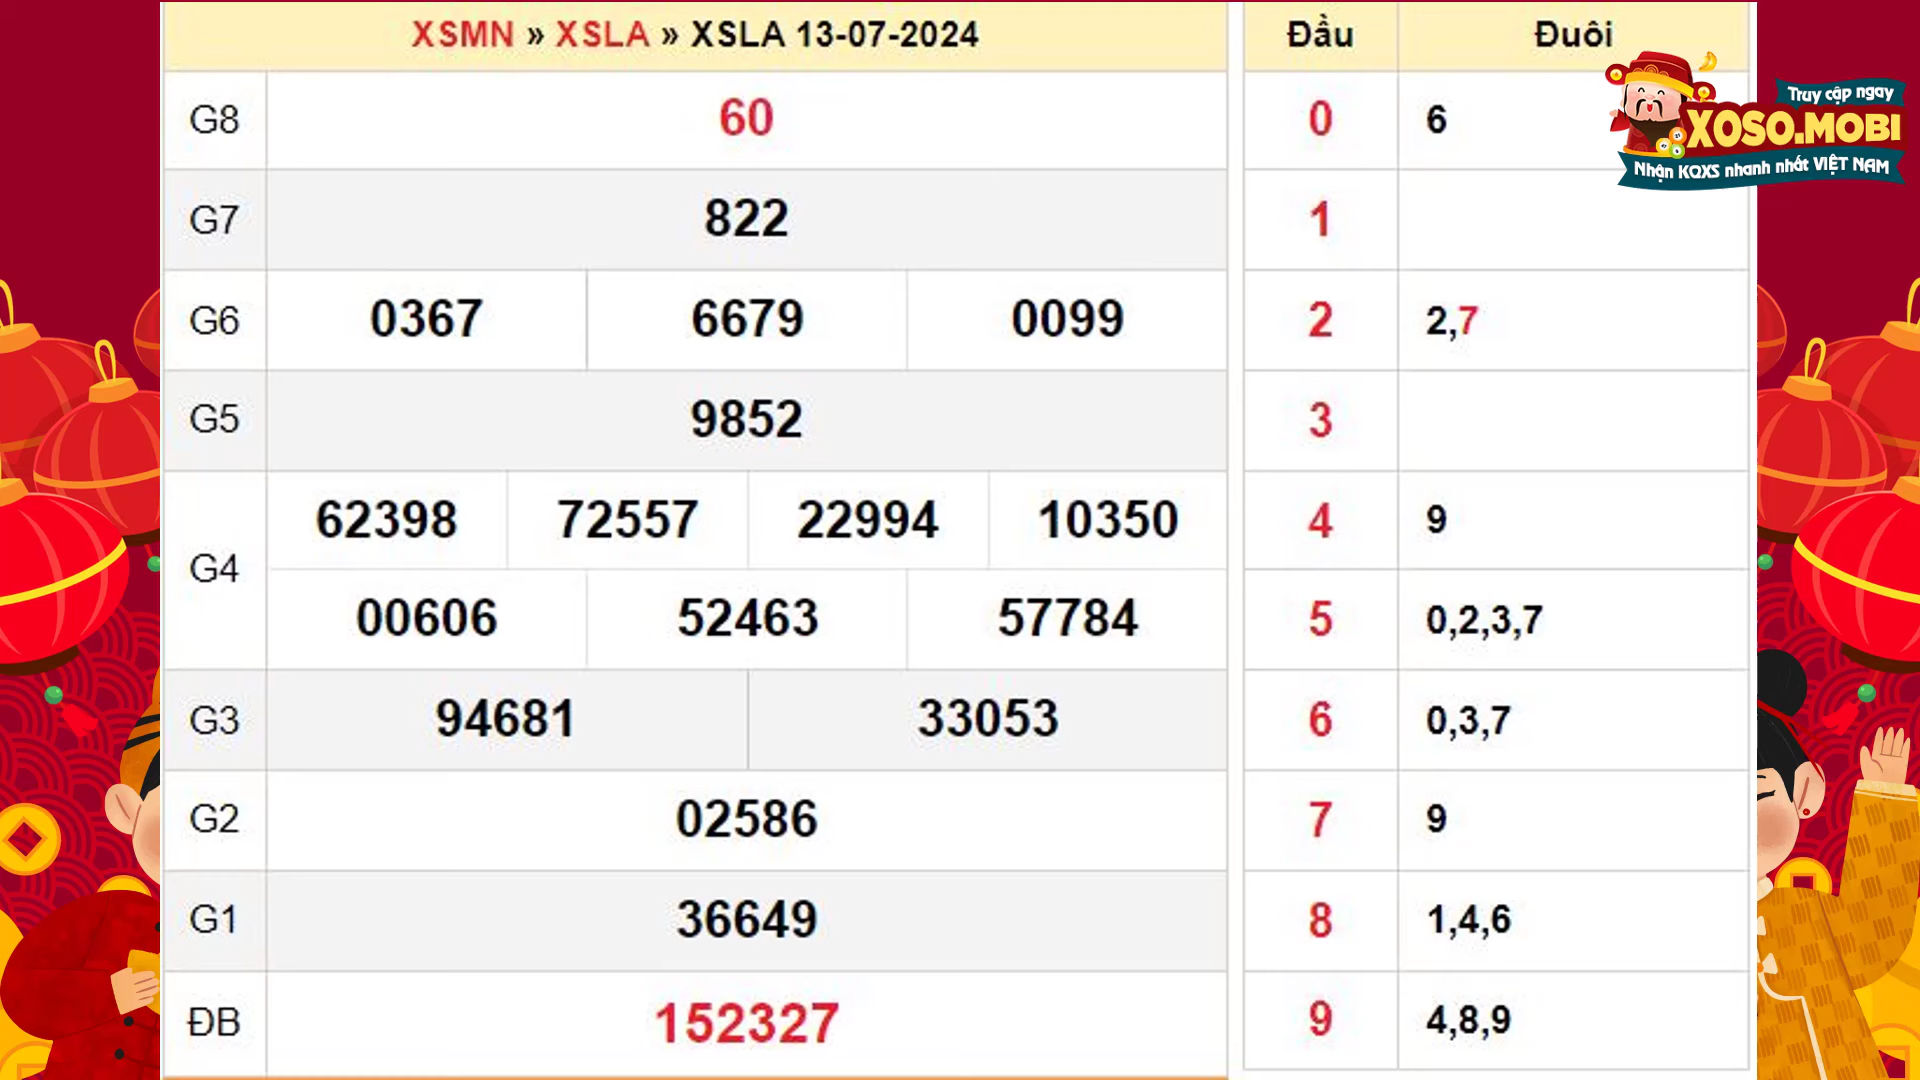 XSMN » XSLA » XSLA 13-07-2024
G8 60
G7 822
G6 0367 6679 0099
G5 9852
G4 62398 72557 22994 10350
00606 52463 57784
G3 94681 33053
G2 02586
G1 36649
ĐB 152327
Đầu Đuôi
0 6
1
2 2,7
3
4 9
5 0,2,3,7
6 0,3,7
7 9
8 1,4,6
9 4,8,9
Truy cập ngay
XOSO.MOBI
Nhận KQXS nhanh nhất VIỆT NAM